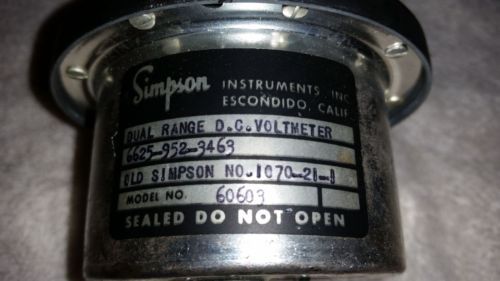 Simpson INSTRUMENTS, INC
ESCONDIDO, CALIF
DUAL RANGE D.C. VOLTMETER
6625-952-3463
OLD SIMPSON NO. 1070-21-1
MODEL NO. 60603
SEALED DO NOT OPEN